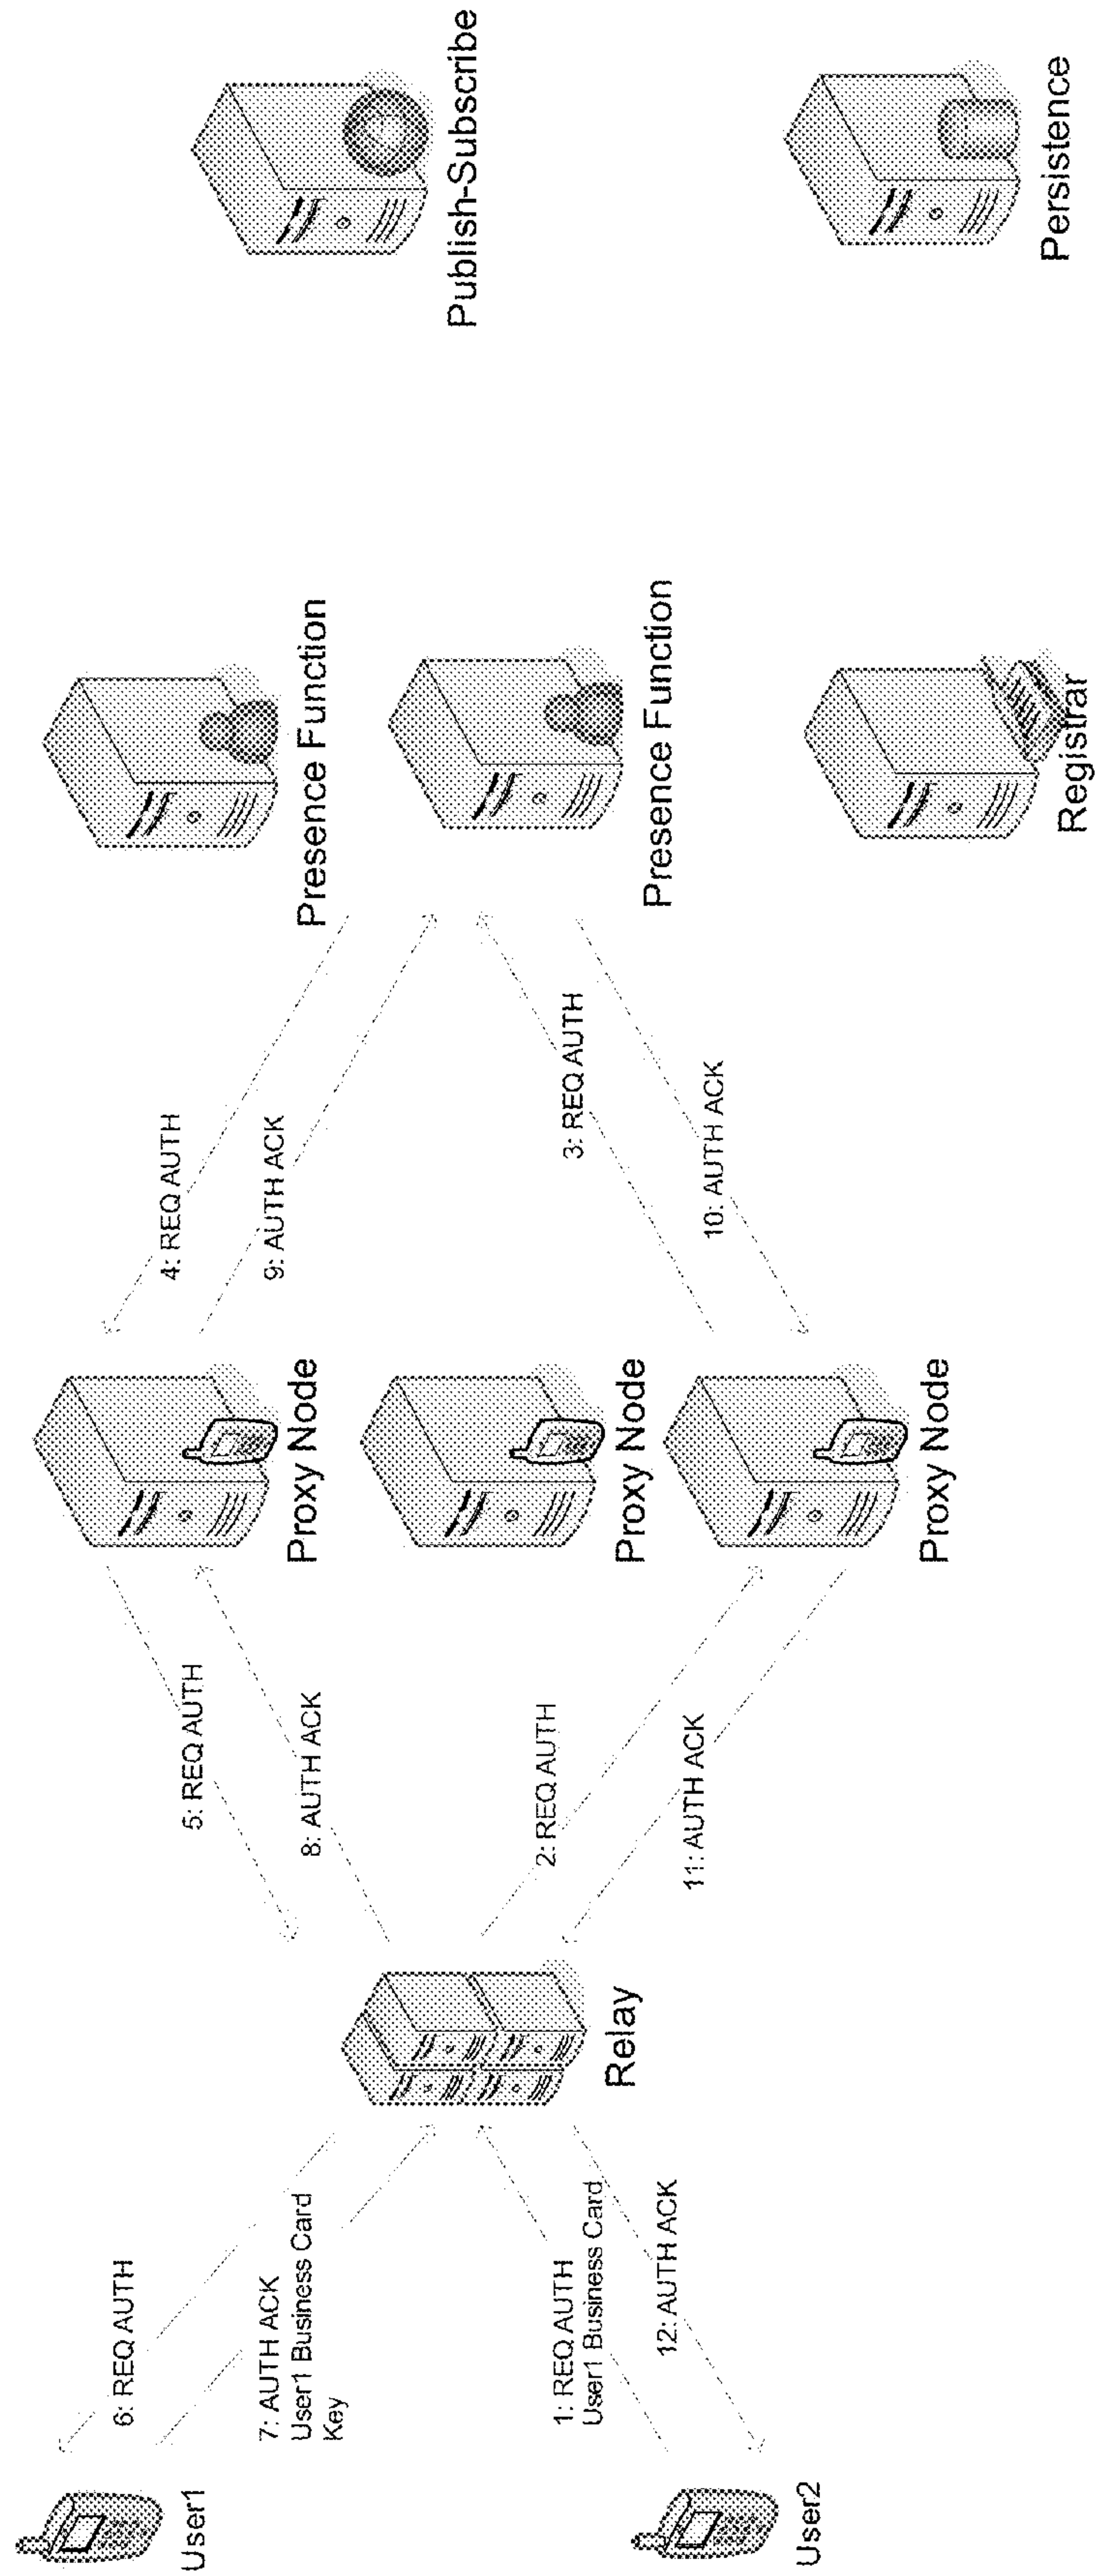 User1
User2
6: REQ AUTH
7: AUTH ACK
User1 Business Card
Key
1: REQ AUTH
User1 Business Card
12: AUTH ACK
Relay
5: REQ AUTH
8: AUTH ACK
2: REQ AUTH
11: AUTH ACK
Proxy Node
Proxy Node
Proxy Node
4: REQ AUTH
9: AUTH ACK
3: REQ AUTH
10: AUTH ACK
Presence Function
Presence Function
Registrar
Publish-Subscribe
Persistence